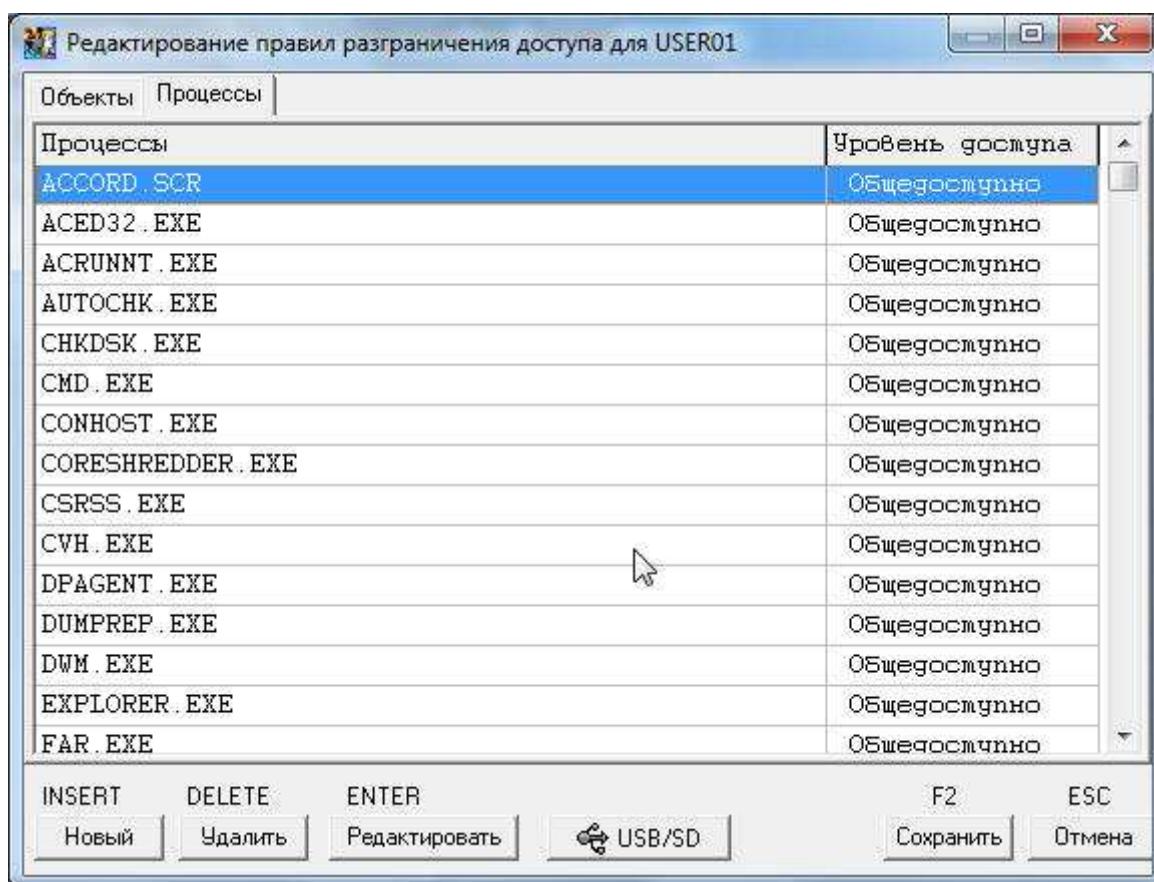 Редактирование правил разграничения доступа для USER01
Объекты Процессы
Процессы Уровень доступа
ACCORD.SCR Общедоступно
ACED32.EXE Общедоступно
ACRUNNT.EXE Общедоступно
AUTOCHK.EXE Общедоступно
CHKDSK.EXE Общедоступно
CMD.EXE Общедоступно
CONHOST.EXE Общедоступно
CORESHREDDER.EXE Общедоступно
CSRSS.EXE Общедоступно
CVH.EXE Общедоступно
DPAGENT.EXE Общедоступно
DUMPREP.EXE Общедоступно
DWM.EXE Общедоступно
EXPLORER.EXE Общедоступно
FAR.EXE Общедоступно
INSERT DELETE ENTER F2 ESC
Новый Удалить Редактировать USB/SD Сохранить Отмена